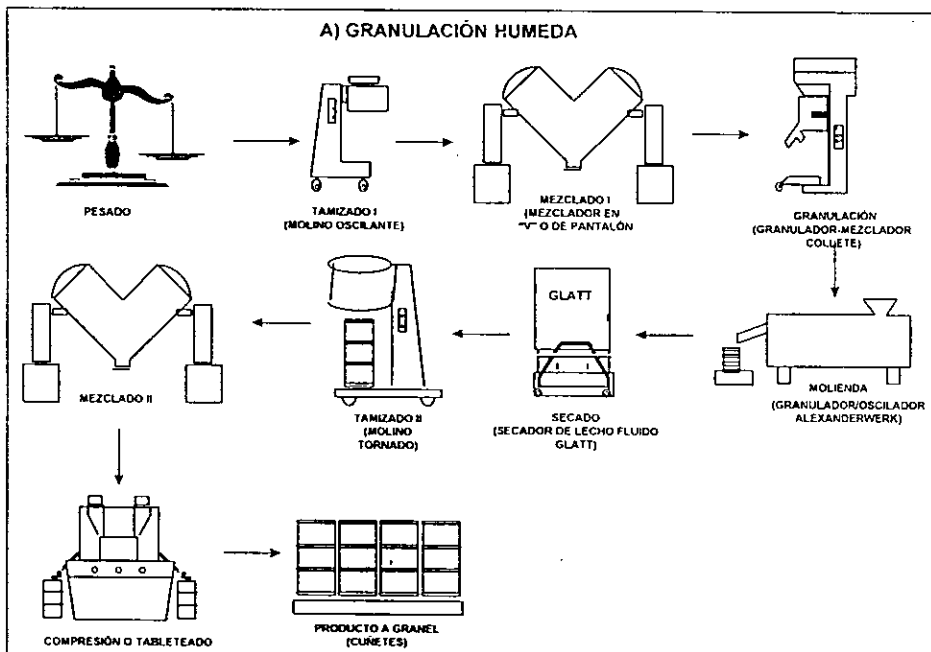 A) GRANULACIÓN HUMEDA
PESADO
TAMIZADO I
(MOLINO OSCILANTE)
MEZCLADO I
(MEZCLADOR EN
"V" O DE PANTALÓN
GRANULACIÓN
(GRANULADOR-MEZCLADOR
COLLETE)
MOLIENDA
(GRANULADOR/OSCILADOR
ALEXANDERWERK)
GLATT
SECADO
(SECADOR DE LECHO FLUIDO
GLATT)
TAMIZADO II
(MOLINO
TORNADO)
MEZCLADO II
COMPRESIÓN O TABLETEADO
PRODUCTO A GRANEL
(CUÑETES)